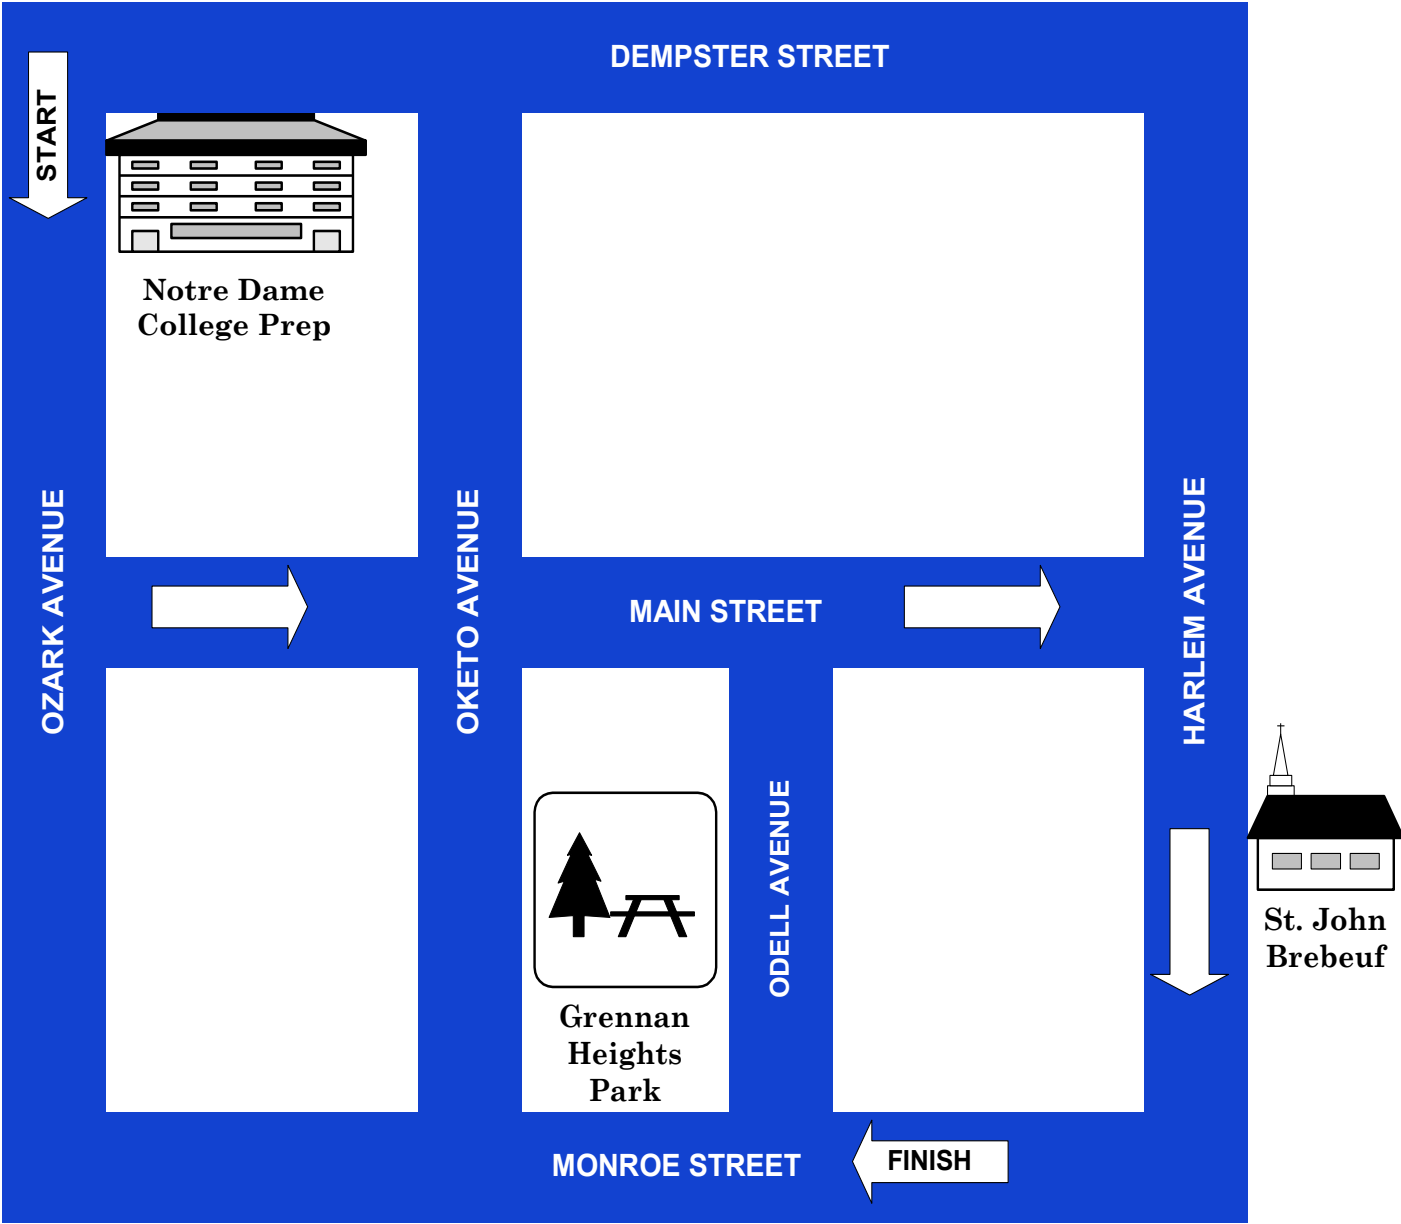 DEMPSTER STREET
START
Notre Dame
College Prep
OZARK AVENUE
OKETO AVENUE
HARLEM AVENUE
MAIN STREET
ODELL AVENUE
St. John
Brebeuf
Grennan
Heights
Park
MONROE STREET
FINISH